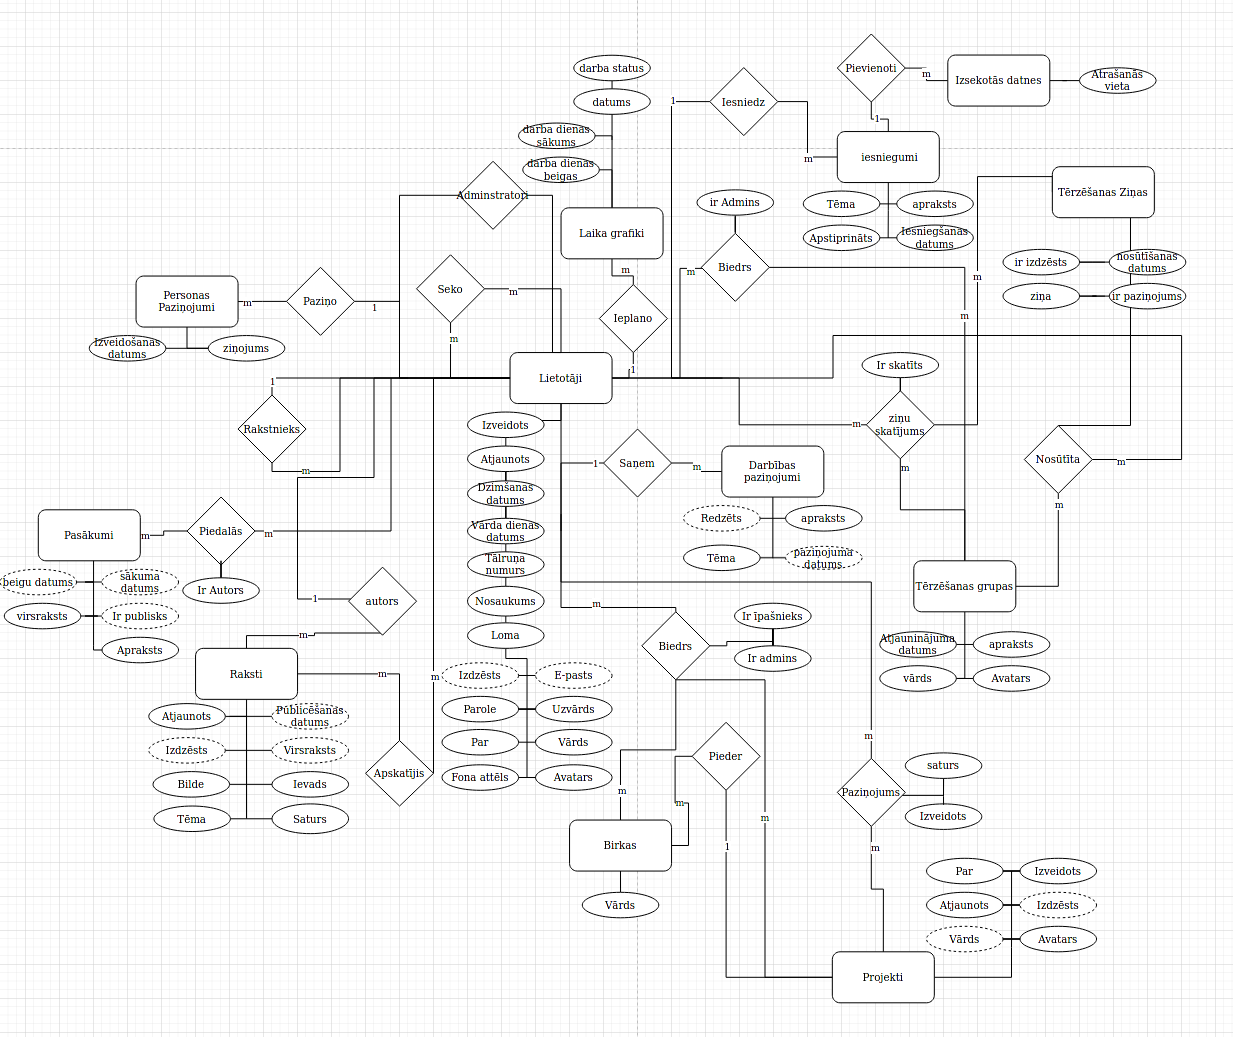 darba status
Pievienoti
m
Izsekotās datnes
Atrašanās
vieta
datums
1
Iesniedz
1
darba dienas
sākums
m
iesniegumi
darba dienas
beigas
Adminstratori
ir Admins
Tēma
apraksts
Tērzēšanas Ziņas
Laika grafiki
Apstiprināts
Iesniegšanas
datums
m
m
Biedrs
m
ir izdzēsts
nosūtīšanas
datums
Personas
Paziņojumi
m
Paziņo
1
Seko
m
ziņa
ir paziņojums
Ieplano
m
Izveidošanas
datums
ziņojums
m
Ir skatīts
1
Lietotāji
1
Rakstnieks
m
Izveidots
m
ziņu
skatījums
Atjaunots
1
Saņem
m
Darbības
paziņojumi
m
Nosūtīta
m
Dzimšanas
datums
m
Redzēts
apraksts
Vārda dienas
datums
Pasākumi
m
Piedalās
m
Tēma
paziņojuma
datums
Tālruņa
numurs
beigu datums
sākuma
datums
Ir Autors
Tērzēšanas grupas
1
autors
Nosaukums
m
virsraksts
Ir publisks
Ir īpašnieks
m
Loma
Biedrs
Atjauninājuma
datums
apraksts
Apraksts
Ir admins
Raksti
m
m
Izdzēsts
E-pasts
vārds
Avatars
Atjaunots
Publicēšanas
datums
Parole
Uzvārds
m
Izdzēsts
Virsraksts
Par
Vārds
Pieder
saturs
Apskatījis
Fona attēls
Avatars
Bilde
Ievads
m
Paziņojums
m
Tēma
Saturs
m
Izveidots
Birkas
1
m
Par
Izveidots
Vārds
Atjaunots
Izdzēsts
Vārds
Avatars
Projekti